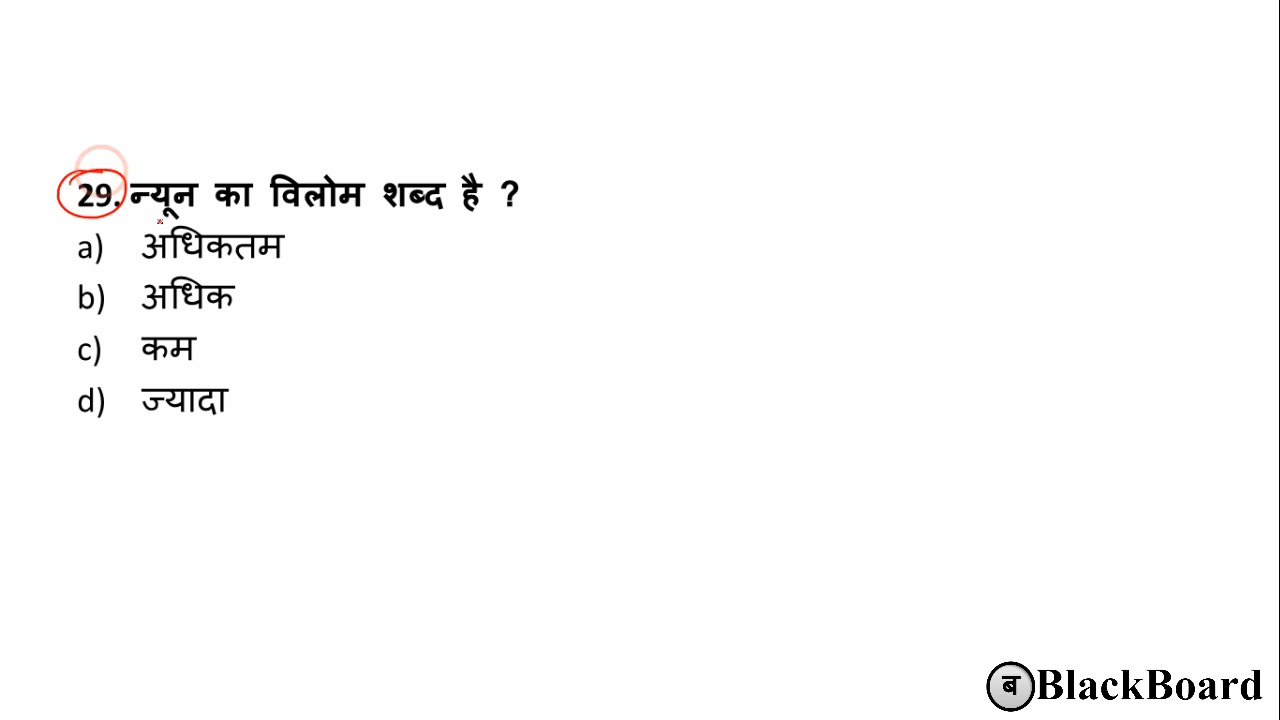 29. न्यून का विलोम शब्द है ?
a) अधिकतम
b) अधिक
c) कम
d) ज्यादा
ब BlackBoard